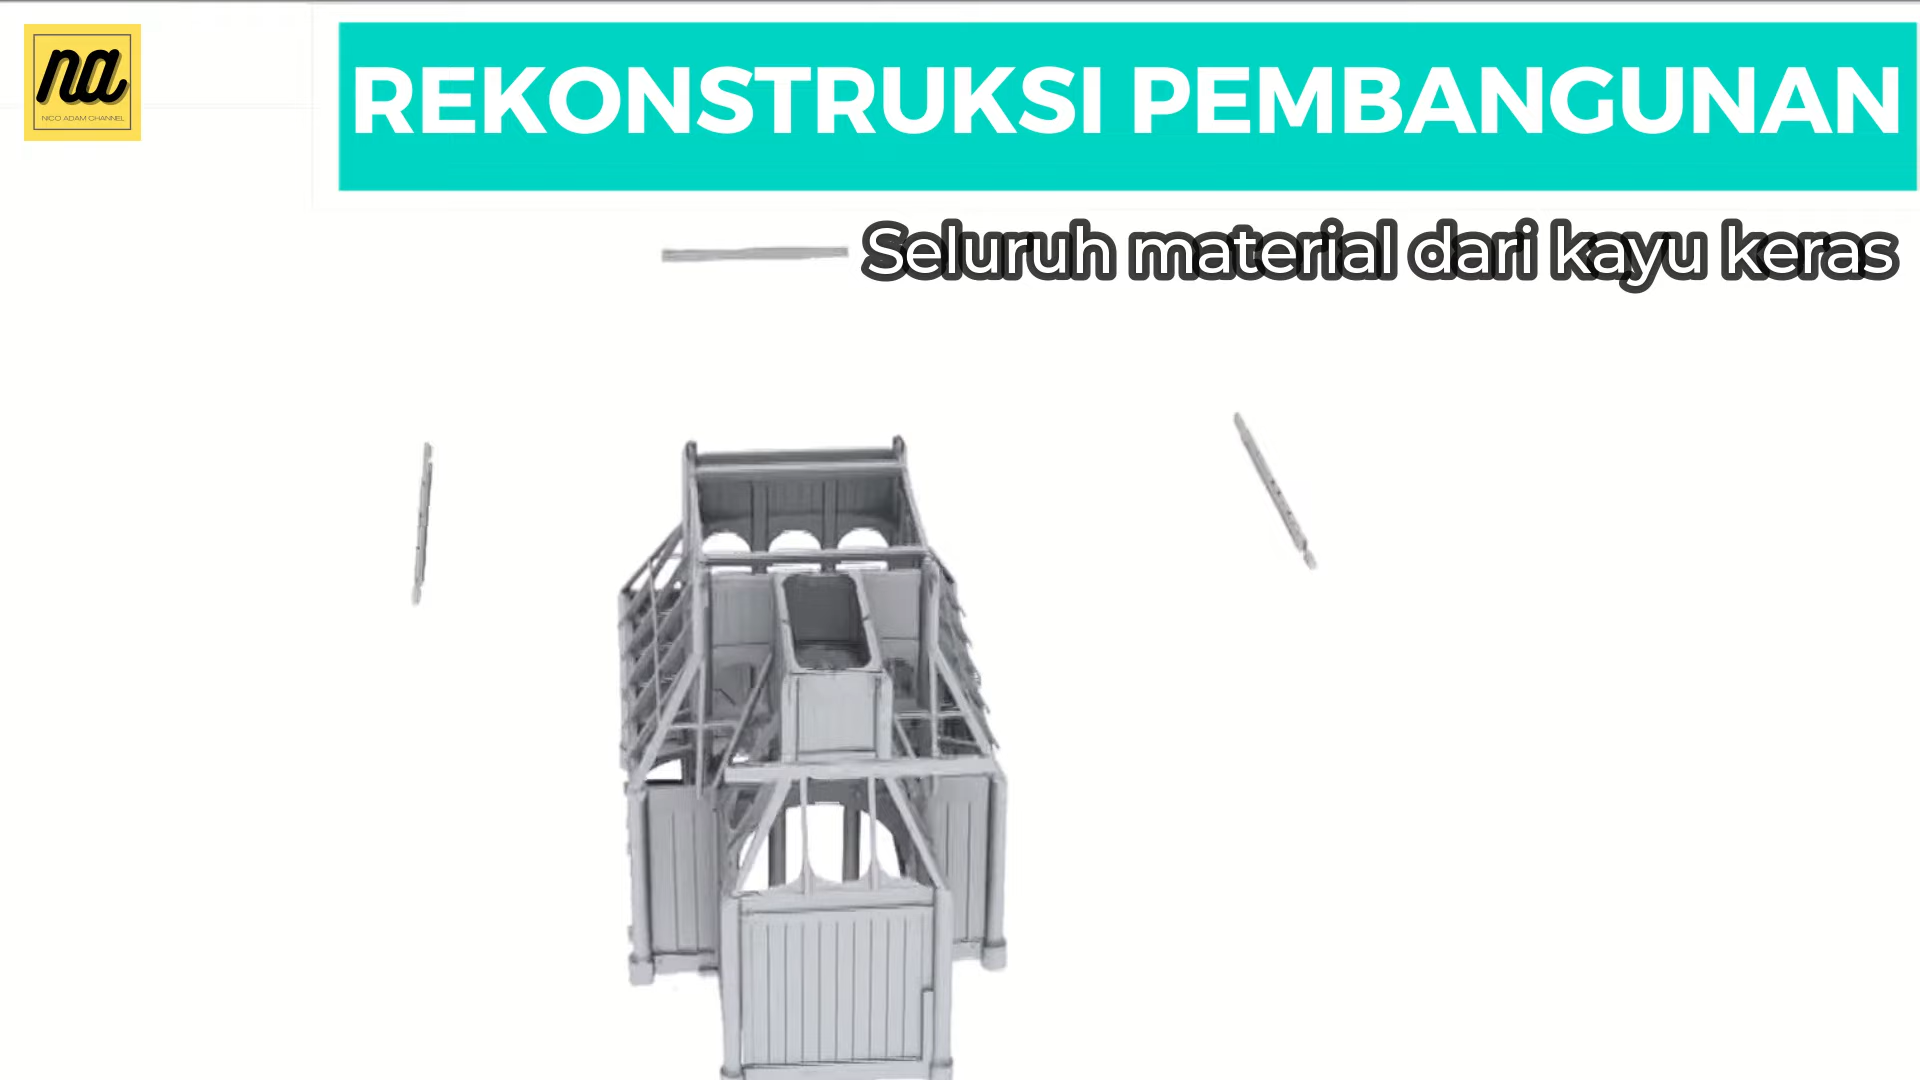 na
NICO ADAM CHANNEL
REKONSTRUKSI PEMBANGUNAN
Seluruh material dari kayu keras